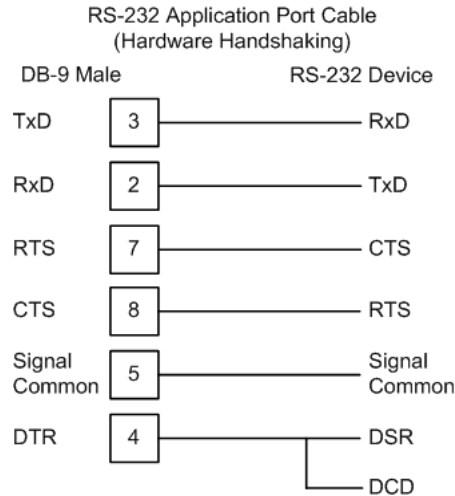 RS-232 Application Port Cable
(Hardware Handshaking)
DB-9 Male RS-232 Device
TxD 3 RxD
RxD 2 TxD
RTS 7 CTS
CTS 8 RTS
Signal
Common 5 Signal
Common
DTR 4 DSR
DCD